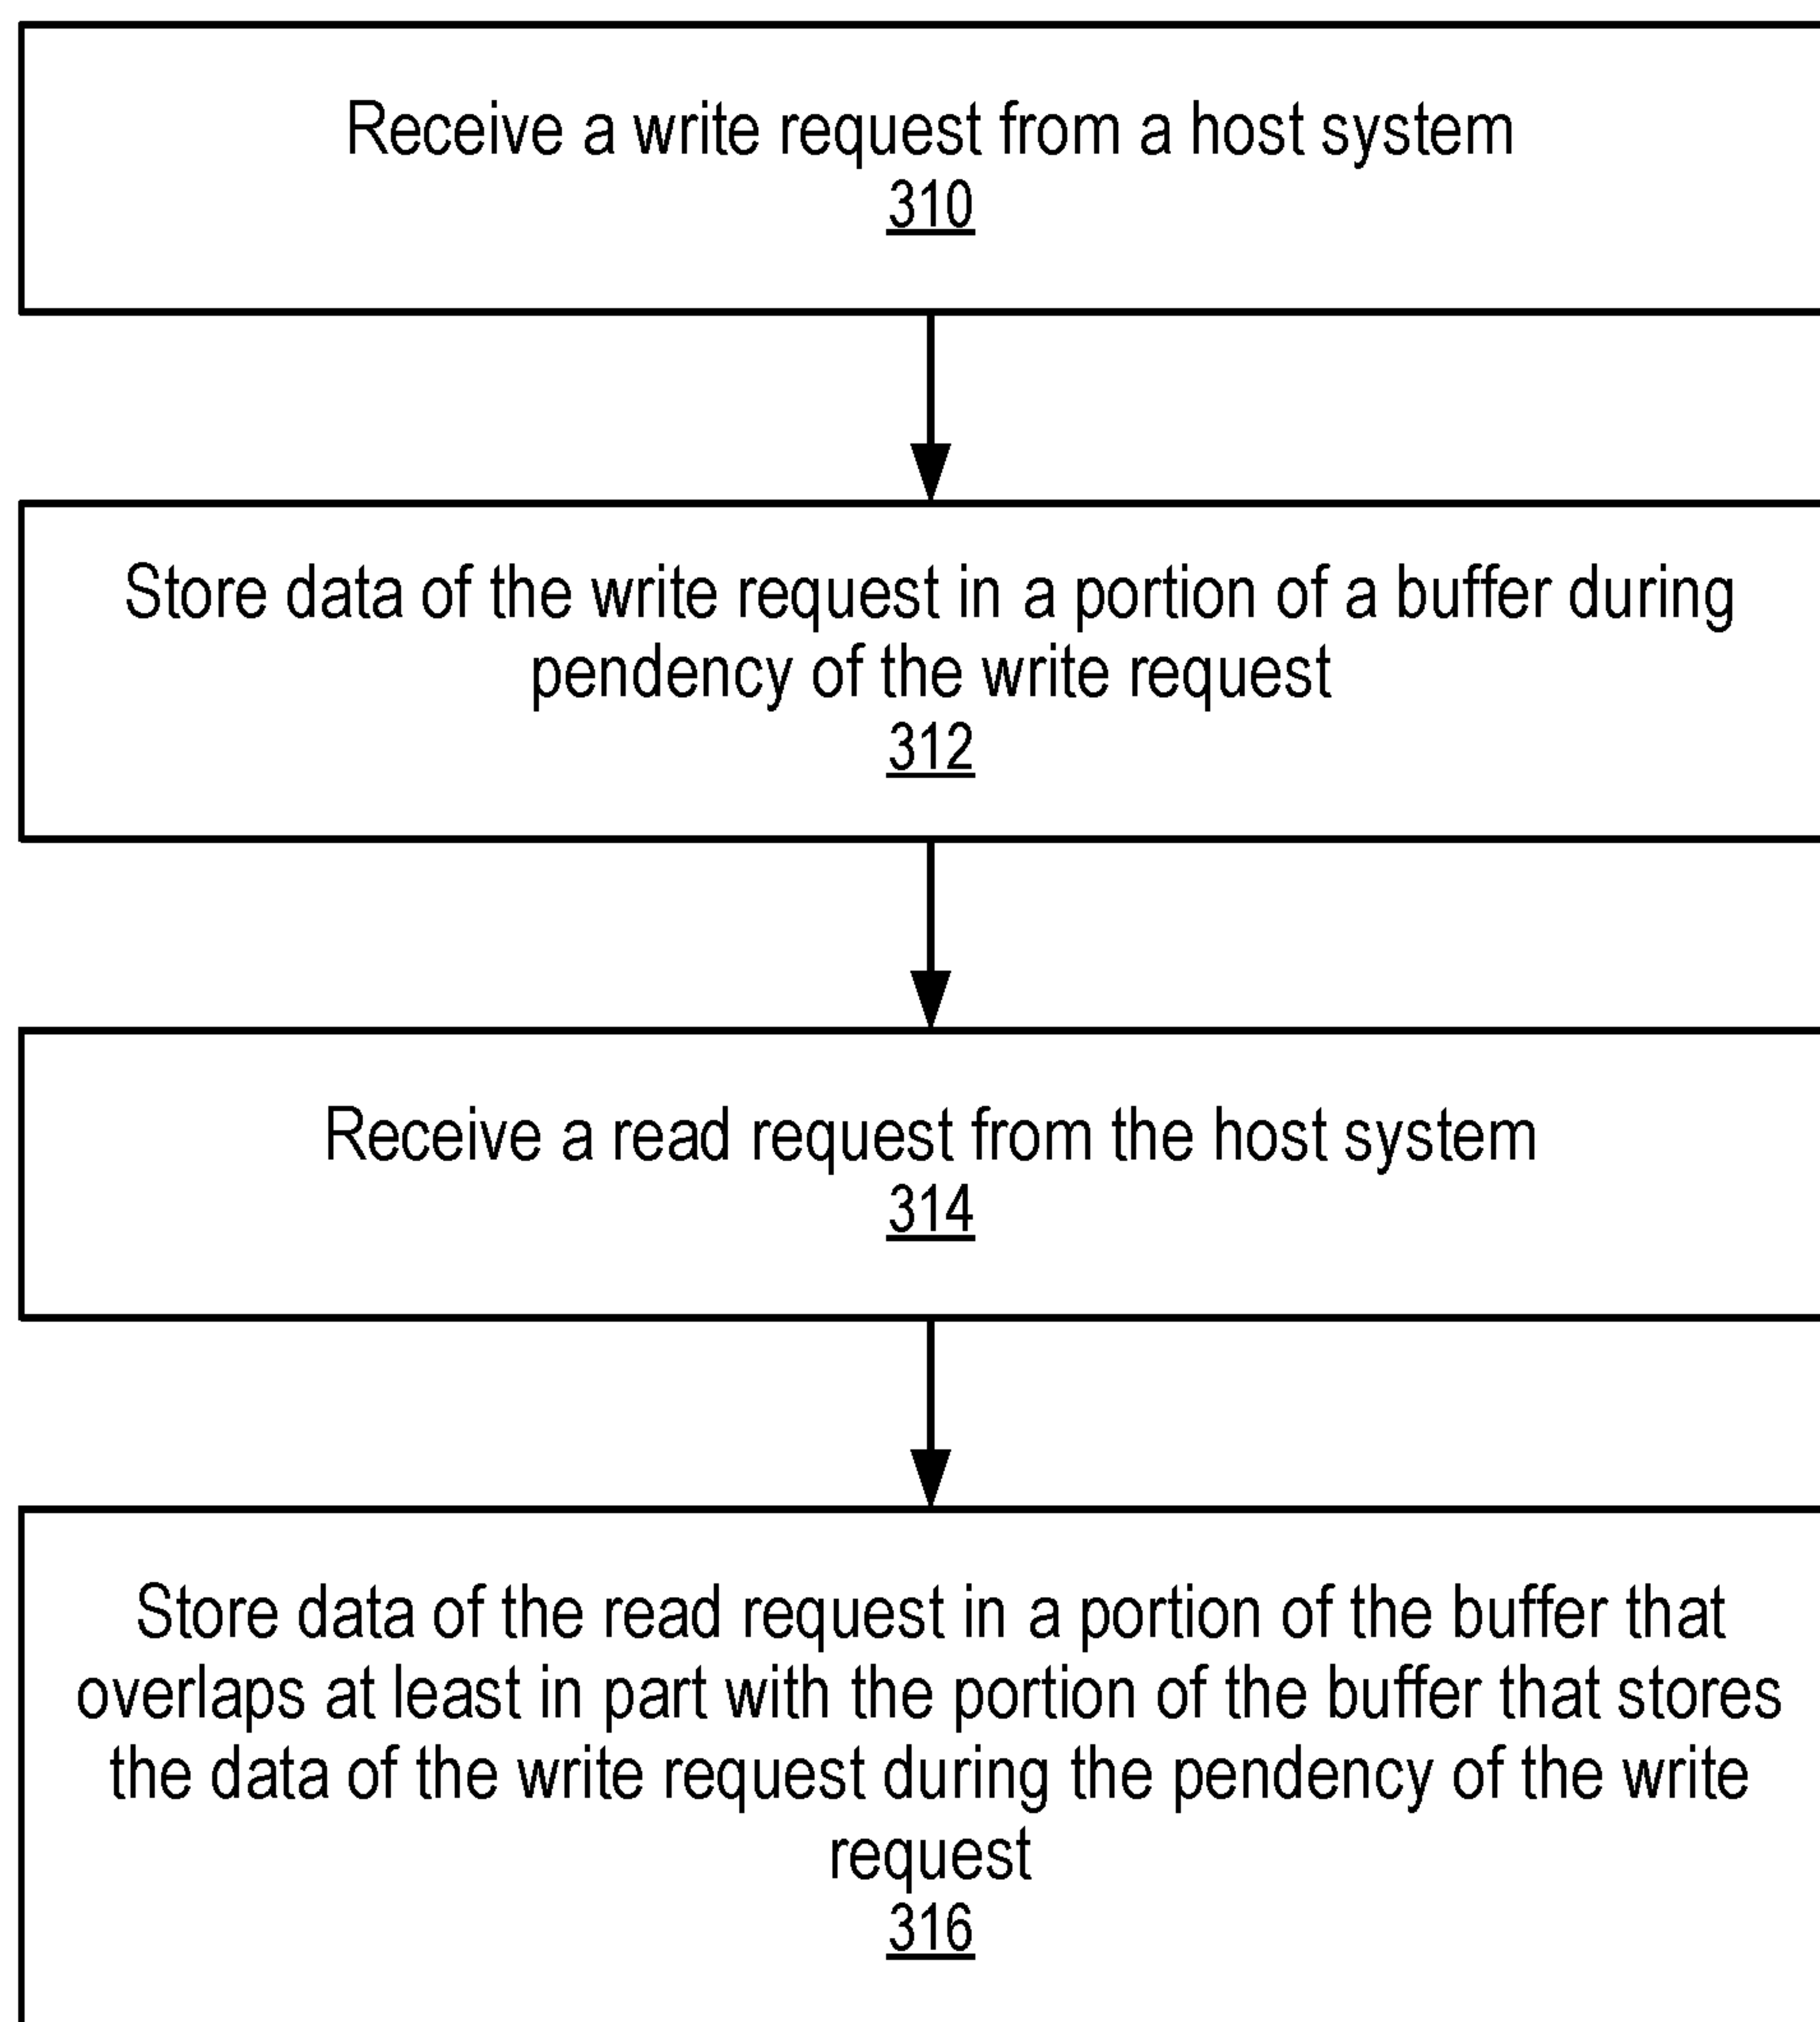 Receive a write request from a host system
310
Store data of the write request in a portion of a buffer during
pendency of the write request
312
Receive a read request from the host system
314
Store data of the read request in a portion of the buffer that
overlaps at least in part with the portion of the buffer that stores
the data of the write request during the pendency of the write
request
316